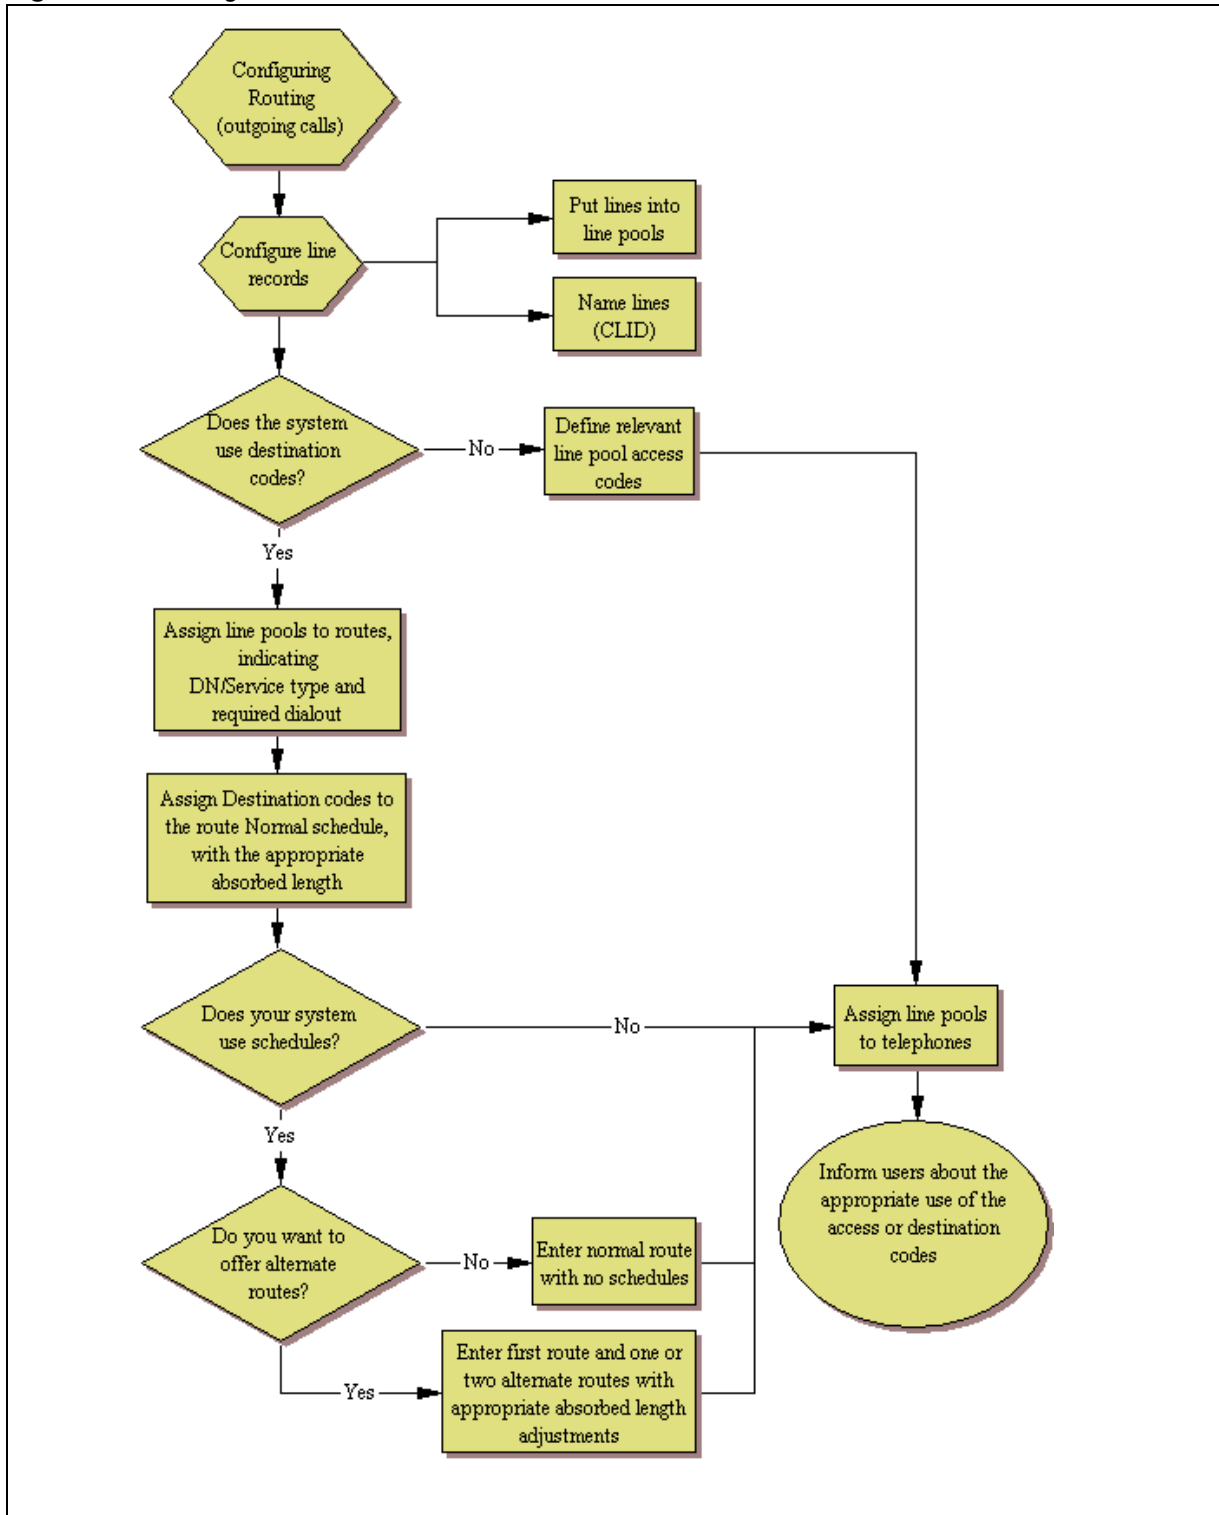 Configuring
Routing
(outgoing calls)
Configure line
records
Put lines into
line pools
Name lines
(CLID)
Does the system
use destination
codes?
No
Define relevant
line pool access
codes
Yes
Assign line pools to routes,
indicating
DN/Service type and
required dialout
Assign Destination codes to
the route Normal schedule,
with the appropriate
absorbed length
Does your system
use schedules?
No
Assign line pools
to telephones
Yes
Inform users about the
appropriate use of the
access or destination
codes
Do you want to
offer alternate
routes?
No
Enter normal route
with no schedules
Yes
Enter first route and one or
two alternate routes with
appropriate absorbed length
adjustments